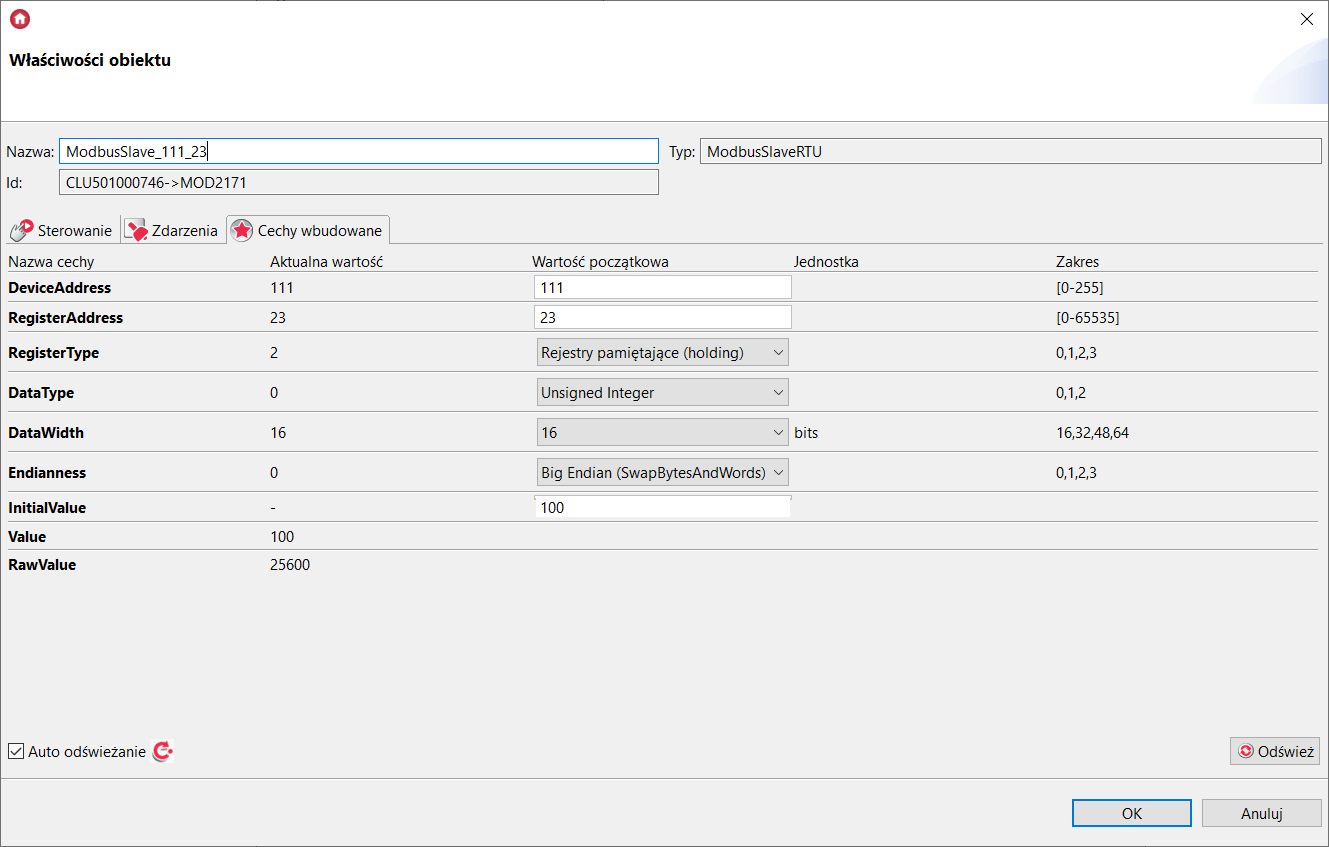 Właściwości obiektu
Nazwa: ModbusSlave_111_23 Typ: ModbusSlaveRTU
Id: CLU501000746->MOD2171
Sterowanie Zdarzenia Cechy wbudowane
Nazwa cechy Aktualna wartość Wartość początkowa Jednostka Zakres
DeviceAddress 111 111 [0-255]
RegisterAddress 23 23 [0-65535]
RegisterType 2 Rejestry pamiętające (holding) 0,1,2,3
DataType 0 Unsigned Integer 0,1,2
DataWidth 16 16 bits 16,32,48,64
Endianness 0 Big Endian (SwapBytesAndWords) 0,1,2,3
InitialValue - 100
Value 100
RawValue 25600
Auto odświeżanie Odśwież
OK Anuluj